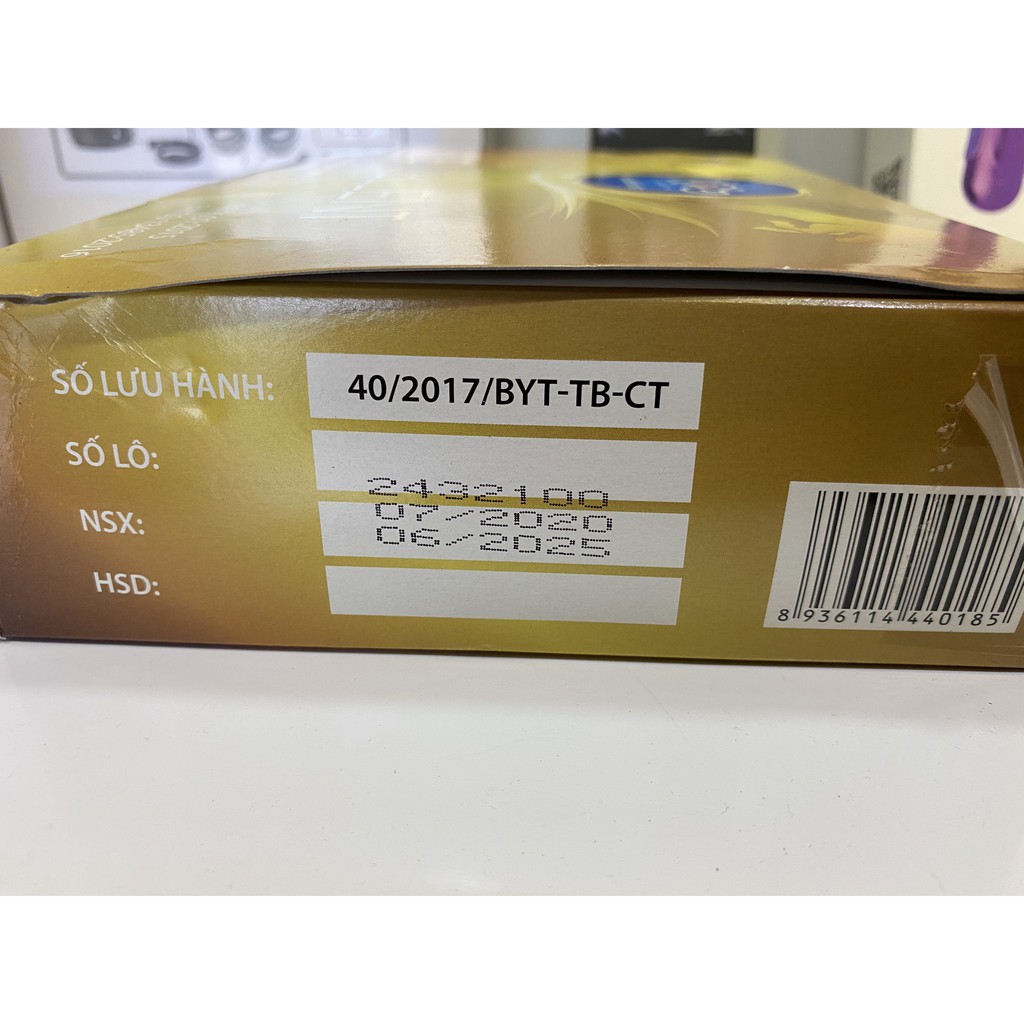 SỐ LƯU HÀNH: 40/2017/BYT-TB-CT
SỐ LÔ: 2432100
NSX: 07/2020
HSD: 06/2025
8 936114 440185